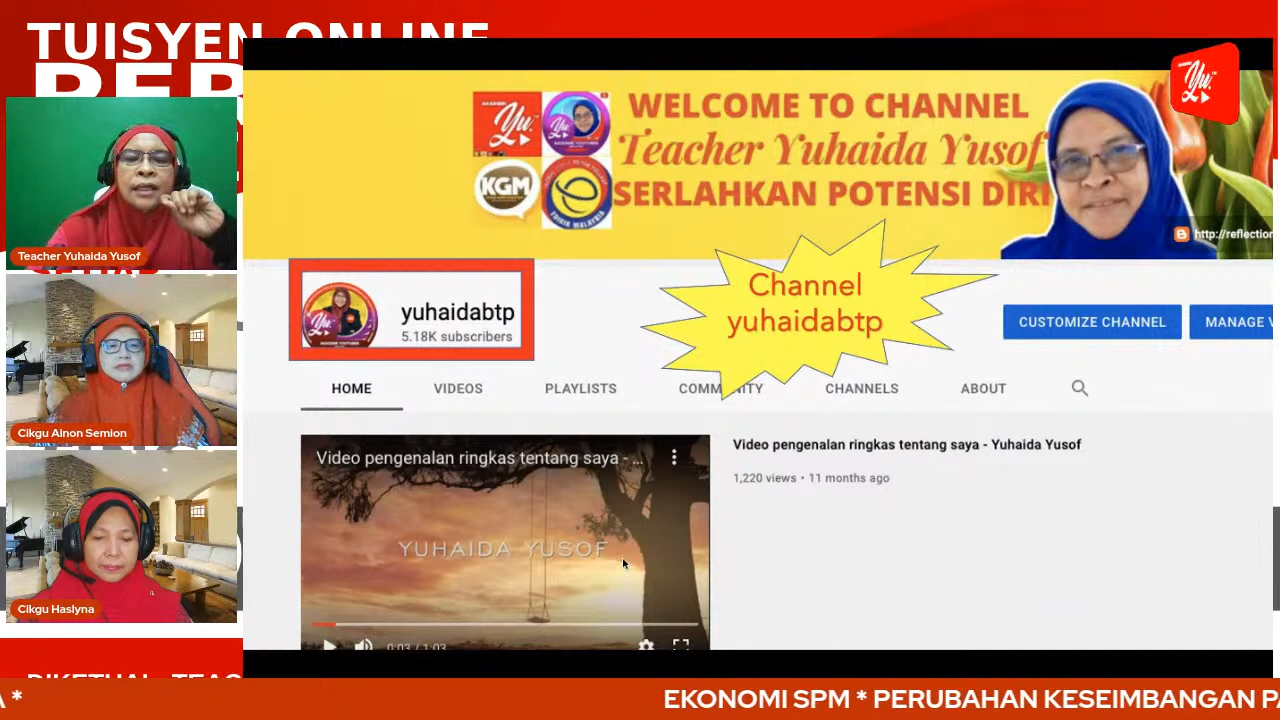 TUISYEN ONLINE
Teacher Yuhaida Yusof
Cikgu Ainon Semion
Cikgu Haslyna
WELCOME TO CHANNEL
Teacher Yuhaida Yusof
SERLAHKAN POTENSI DIRI
KGM
http://reflection
yuhaidabtp
5.18K subscribers
Channel
yuhaidabtp
CUSTOMIZE CHANNEL
MANAGE V
HOME
VIDEOS
PLAYLISTS
COMMUNITY
CHANNELS
ABOUT
Video pengenalan ringkas tentang saya - ...
YUHAIDA YUSOF
0:03 / 1:03
Video pengenalan ringkas tentang saya - Yuhaida Yusof
1,220 views • 11 months ago
A * EKONOMI SPM * PERUBAHAN KESEIMBANGAN PA